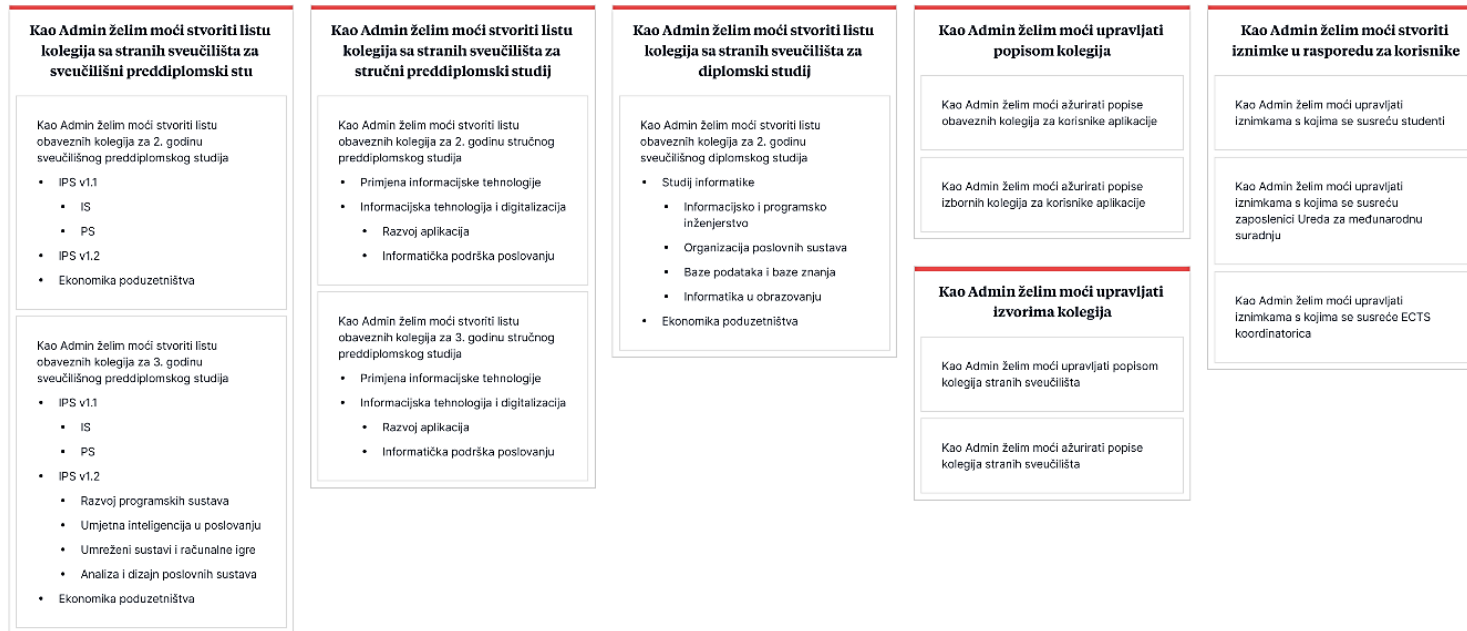 Kao Admin želim moći stvoriti listu
kolegija sa stranih sveučilišta za
sveučilišni preddiplomski stu
Kao Admin želim moći stvoriti listu
obaveznih kolegija za 2. godinu
sveučilišnog preddiplomskog studija
• IPS v1.1
▪ IS
▪ PS
• IPS v1.2
• Ekonomika poduzetništva
Kao Admin želim moći stvoriti listu
obaveznih kolegija za 3. godinu
sveučilišnog preddiplomskog studija
• IPS v1.1
▪ IS
▪ PS
• IPS v1.2
▪ Razvoj programskih sustava
▪ Umjetna inteligencija u poslovanju
▪ Umreženi sustavi i računalne igre
▪ Analiza i dizajn poslovnih sustava
• Ekonomika poduzetništva
Kao Admin želim moći stvoriti listu
kolegija sa stranih sveučilišta za
stručni preddiplomski studij
Kao Admin želim moći stvoriti listu
obaveznih kolegija za 2. godinu stručnog
preddiplomskog studija
• Primjena informacijske tehnologije
• Informacijska tehnologija i digitalizacija
▪ Razvoj aplikacija
▪ Informatička podrška poslovanju
Kao Admin želim moći stvoriti listu
obaveznih kolegija za 3. godinu stručnog
preddiplomskog studija
• Primjena informacijske tehnologije
• Informacijska tehnologija i digitalizacija
▪ Razvoj aplikacija
▪ Informatička podrška poslovanju
Kao Admin želim moći stvoriti listu
kolegija sa stranih sveučilišta za
diplomski studij
Kao Admin želim moći stvoriti listu
obaveznih kolegija za 2. godinu
sveučilišnog diplomskog studija
• Studij informatike
▪ Informacijsko i programsko
inženjerstvo
▪ Organizacija poslovnih sustava
▪ Baze podataka i baze znanja
▪ Informatika u obrazovanju
• Ekonomika poduzetništva
Kao Admin želim moći upravljati
popisom kolegija
Kao Admin želim moći ažurirati popise
obaveznih kolegija za korisnike aplikacije
Kao Admin želim moći ažurirati popise
izbornih kolegija za korisnike aplikacije
Kao Admin želim moći upravljati
izvorima kolegija
Kao Admin želim moći upravljati popisom
kolegija stranih sveučilišta
Kao Admin želim moći ažurirati popise
kolegija stranih sveučilišta
Kao Admin želim moći stvoriti
iznimke u rasporedu za korisnike
Kao Admin želim moći upravljati
iznimkama s kojima se susreću studenti
Kao Admin želim moći upravljati
iznimkama s kojima se susreću
zaposlenici Ureda za međunarodnu
suradnju
Kao Admin želim moći upravljati
iznimkama s kojima se susreće ECTS
koordinatorica